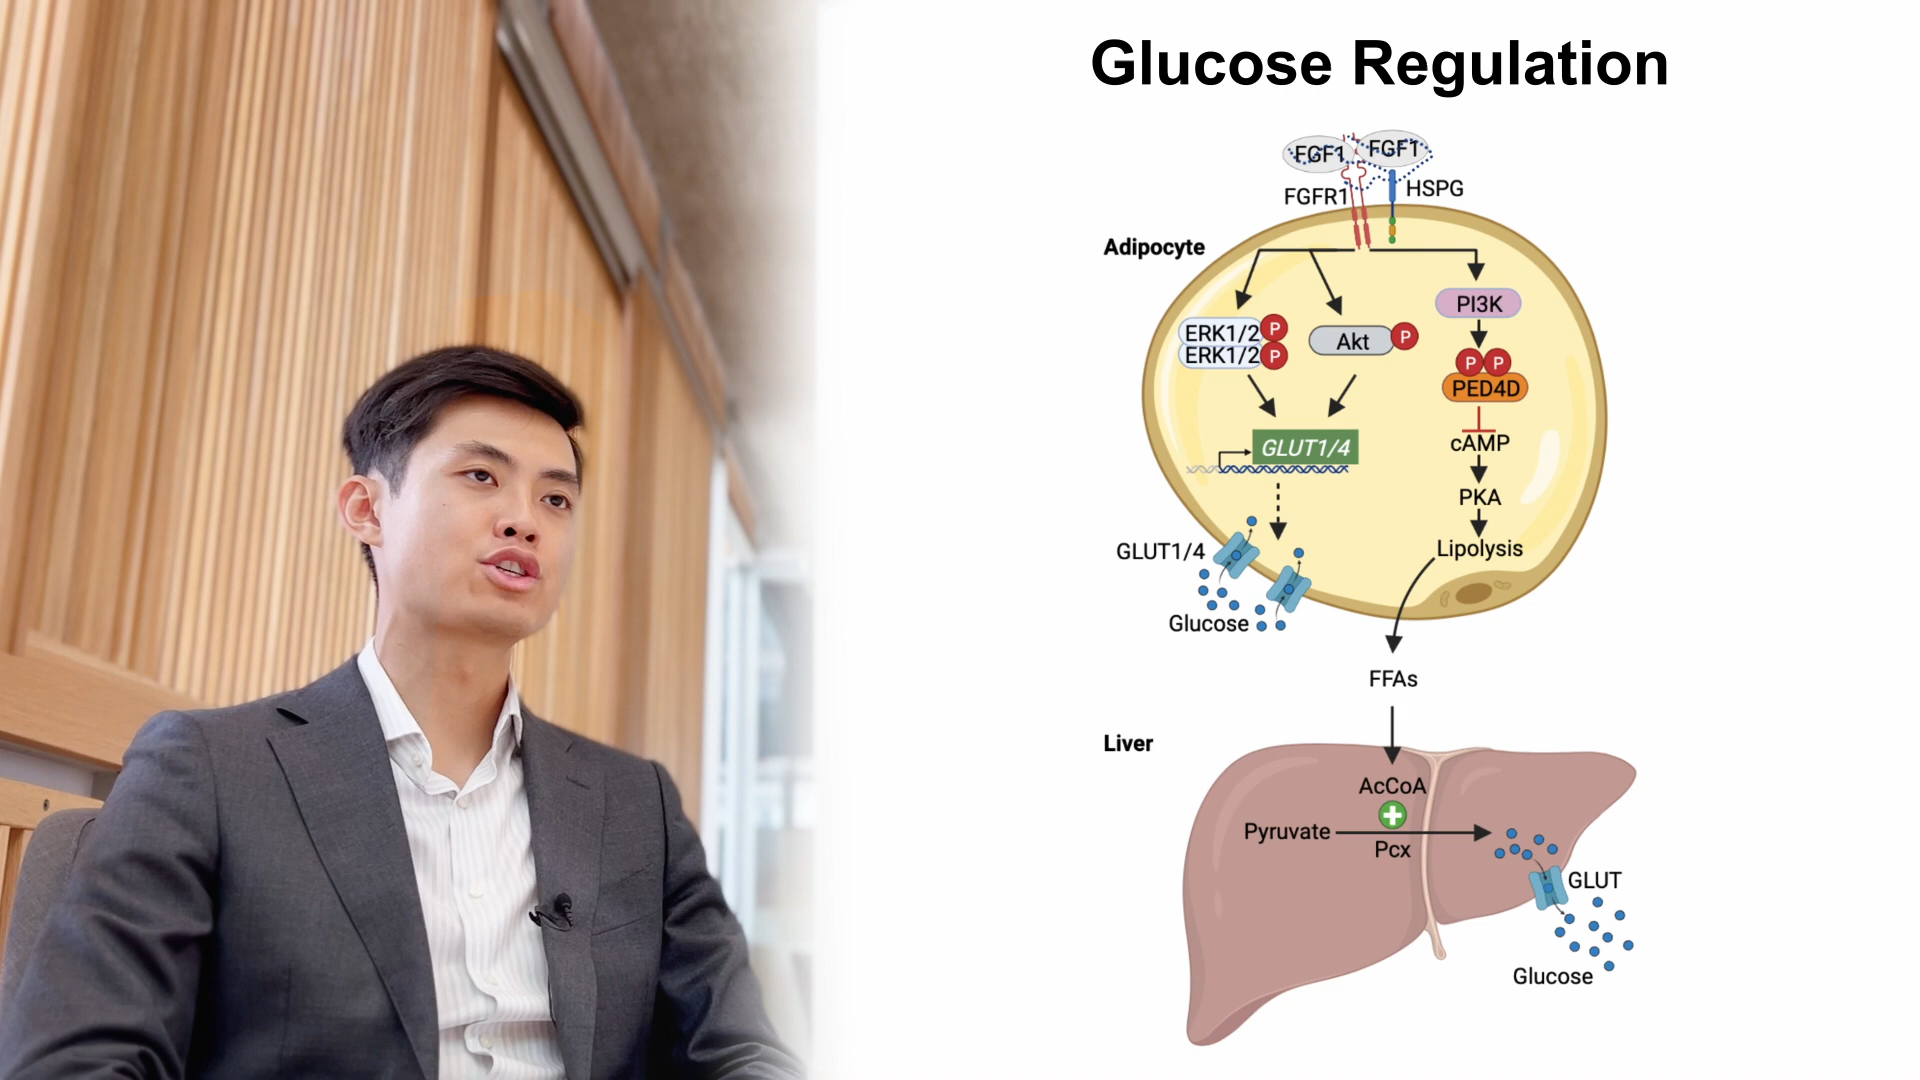 Glucose Regulation
FGF1
FGF1
FGFR1
HSPG
Adipocyte
PI3K
ERK1/2 P
ERK1/2 P
Akt P
P P
PED4D
cAMP
GLUT1/4
PKA
Lipolysis
GLUT1/4
Glucose
FFAs
Liver
AcCoA
Pyruvate
Pcx
GLUT
Glucose